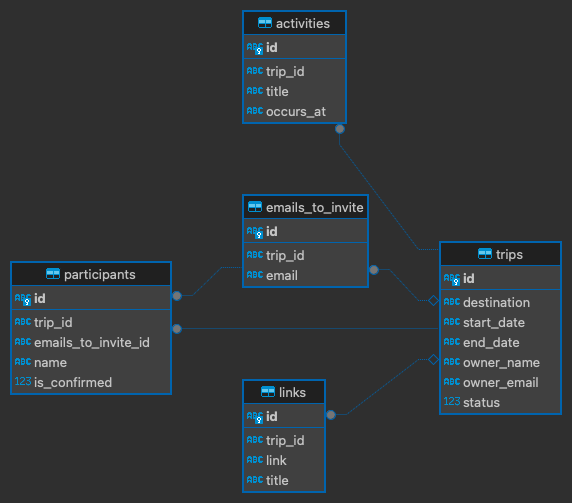 activities
ABC id
ABC trip_id
ABC title
ABC occurs_at
emails_to_invite
ABC id
ABC trip_id
ABC email
participants
ABC id
ABC trip_id
ABC emails_to_invite_id
ABC name
123 is_confirmed
trips
ABC id
ABC destination
ABC start_date
ABC end_date
ABC owner_name
ABC owner_email
123 status
links
ABC id
ABC trip_id
ABC link
ABC title